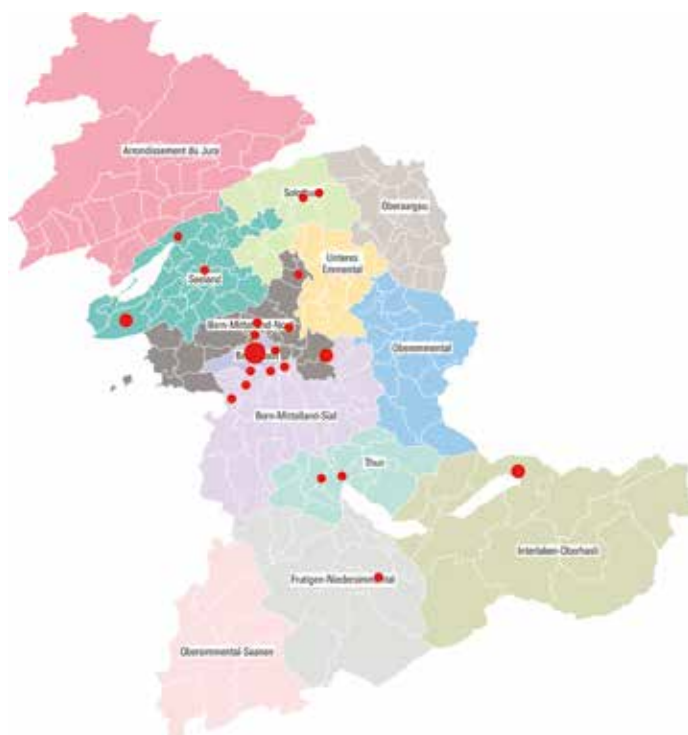 Arrondissement du Jura
Oberaargau
Unteres
Emmental
Seeland
Bern-Mittelland-Nord
Oberemmental
Bern-Mittelland-Süd
Thun
Interlaken-Oberhasli
Frutigen-Niedersimmental
Obersimmental-Saanen